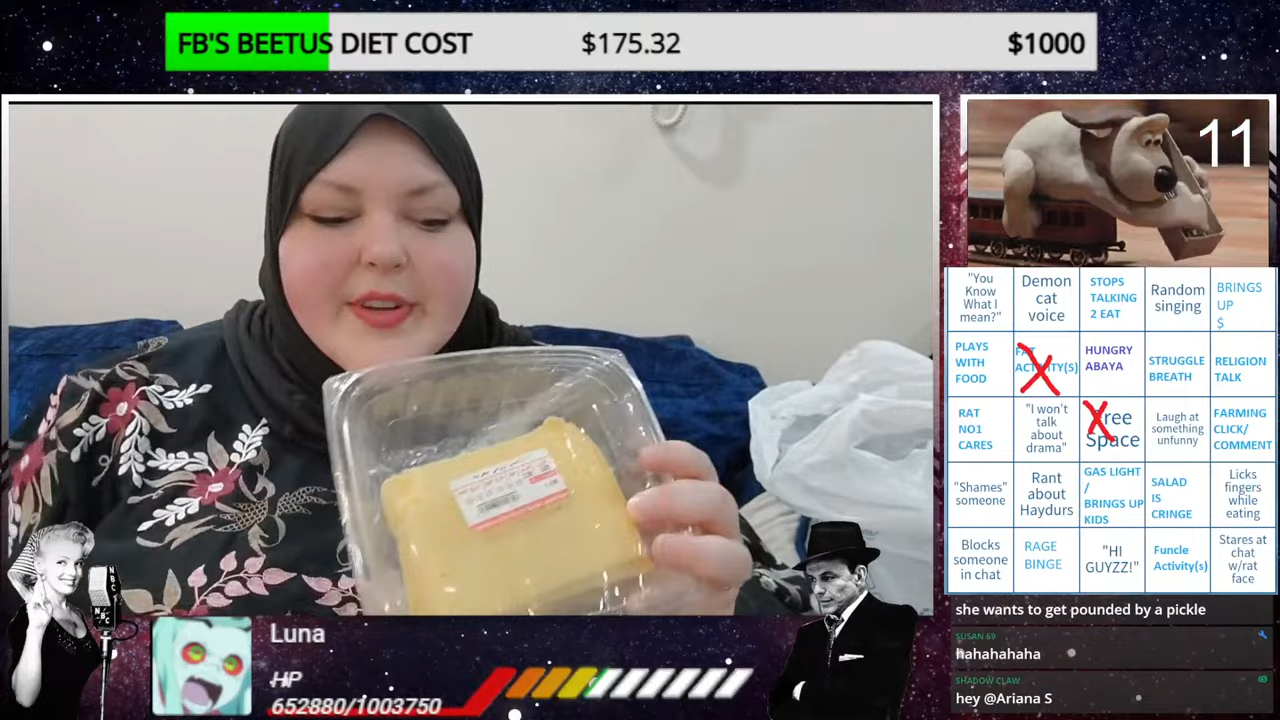 FB'S BEETUS DIET COST $175.32 $1000
11
"You
Know
What I
mean?"
Demon
cat
voice
STOPS
TALKING
2 EAT
Random
singing
BRINGS
UP
$
PLAYS
WITH
FOOD
FAT
ACTIVITY(S)
HUNGRY
ABAYA
STRUGGLE
BREATH
RELIGION
TALK
RAT
NO1
CARES
"I won't
talk
about
drama"
Free
Space
Laugh at
something
unfunny
FARMING
CLICK/
COMMENT
"Shames"
someone
Rant
about
Haydurs
GAS LIGHT
/
BRINGS UP
KIDS
SALAD
IS
CRINGE
Licks
fingers
while
eating
Blocks
someone
in chat
RAGE
BINGE
"HI
GUYZZ!"
Funcle
Activity(s)
Stares at
chat
w/rat
face
she wants to get pounded by a pickle
SUSAN 69
hahahahaha
SHADOW CLAW
hey @Ariana S
NBC
NBC
Luna
HP
652880/1003750